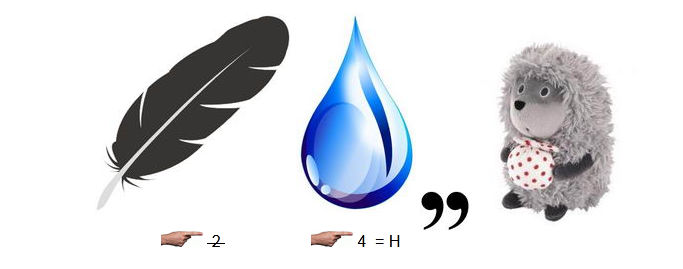 ,,
2 4 = H